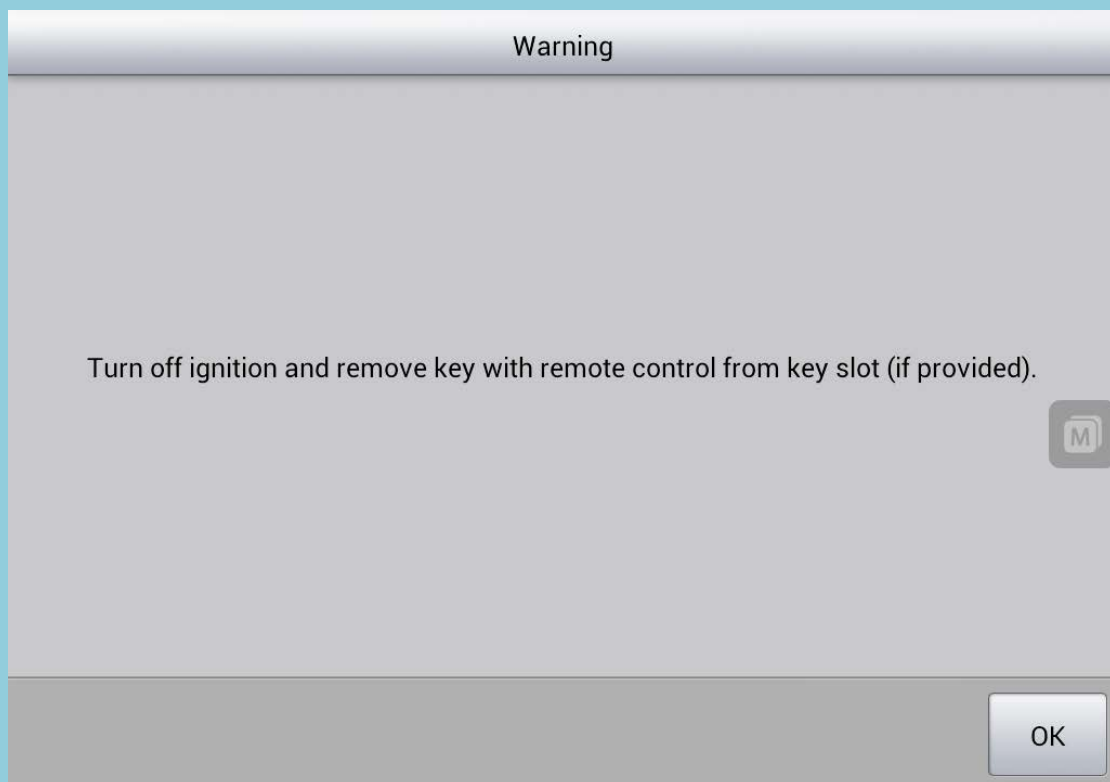 Warning
Turn off ignition and remove key with remote control from key slot (if provided).
M
OK